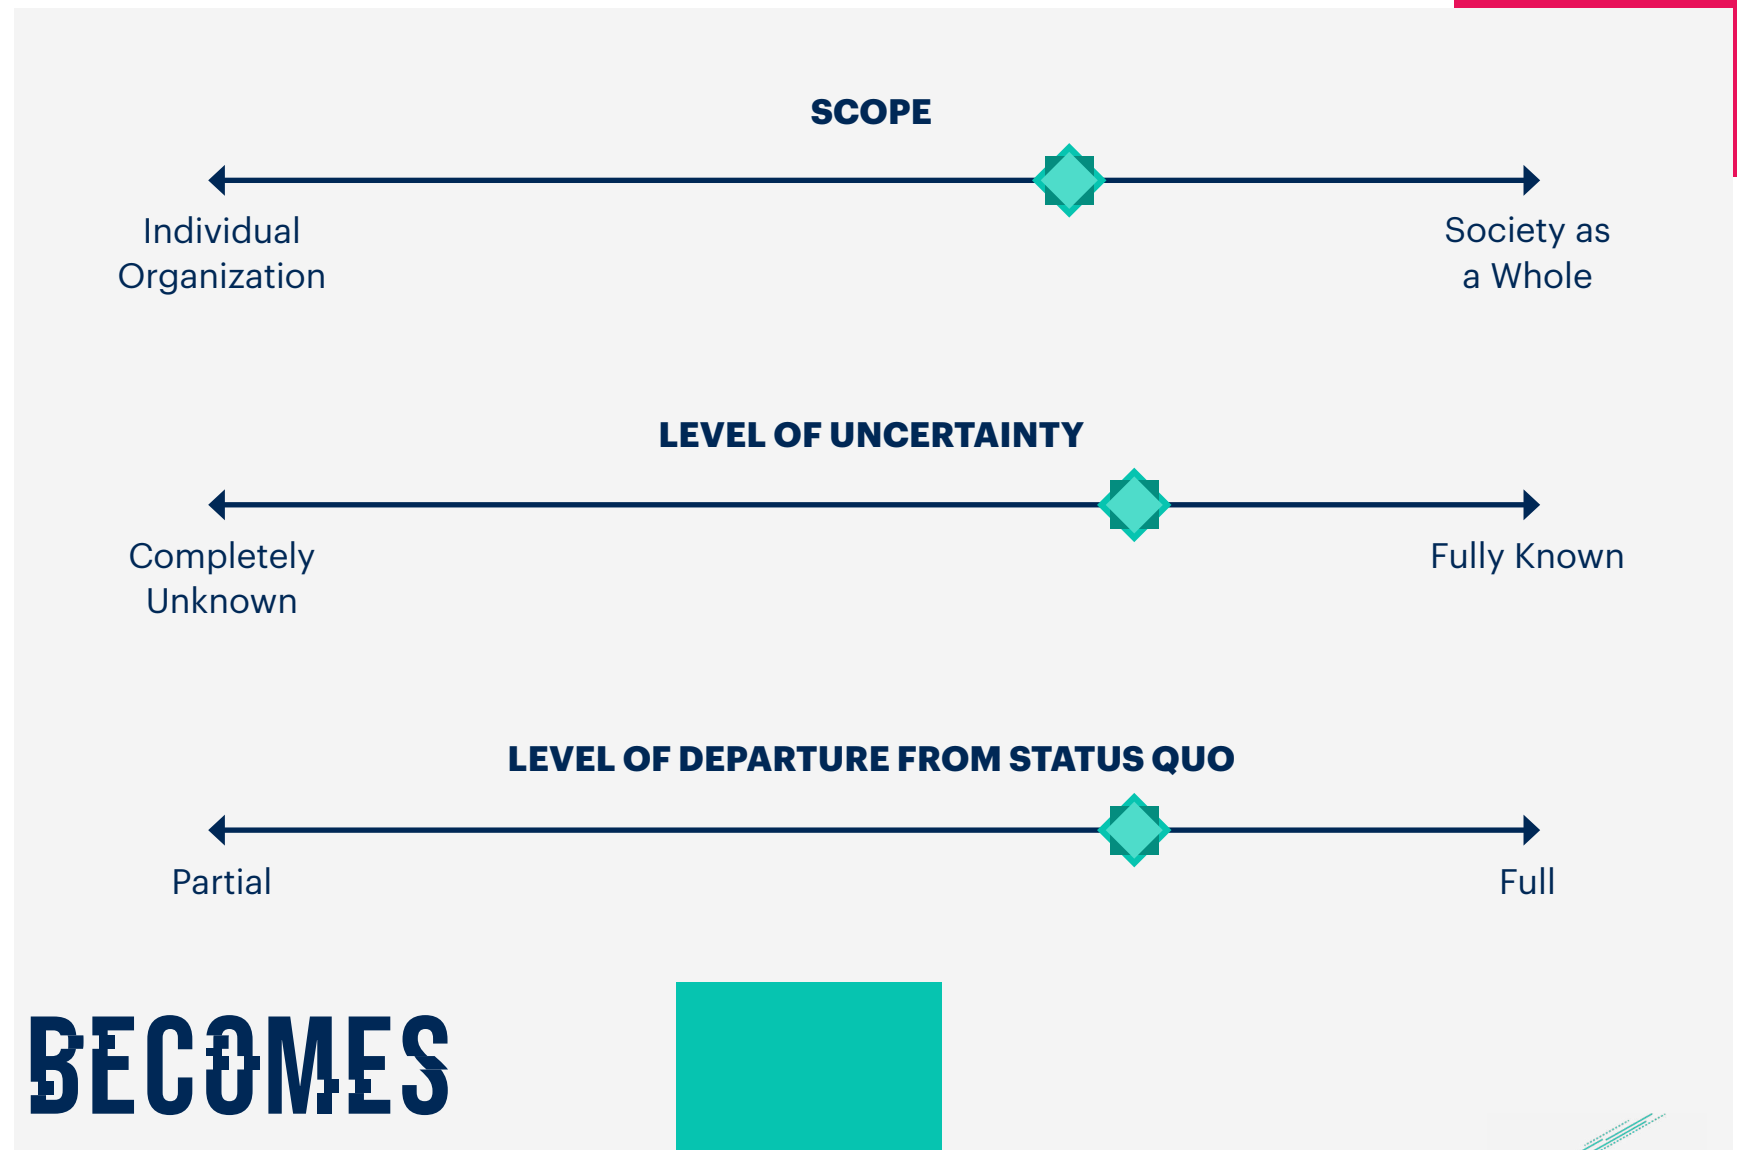 SCOPE
Individual
Organization
Society as
a Whole
LEVEL OF UNCERTAINTY
Completely
Unknown
Fully Known
LEVEL OF DEPARTURE FROM STATUS QUO
Partial
Full
BECOMES